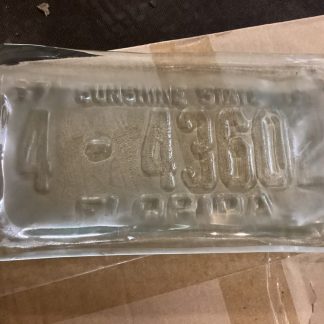 SUNSHINE STATE
4 - 4360
FLORIDA